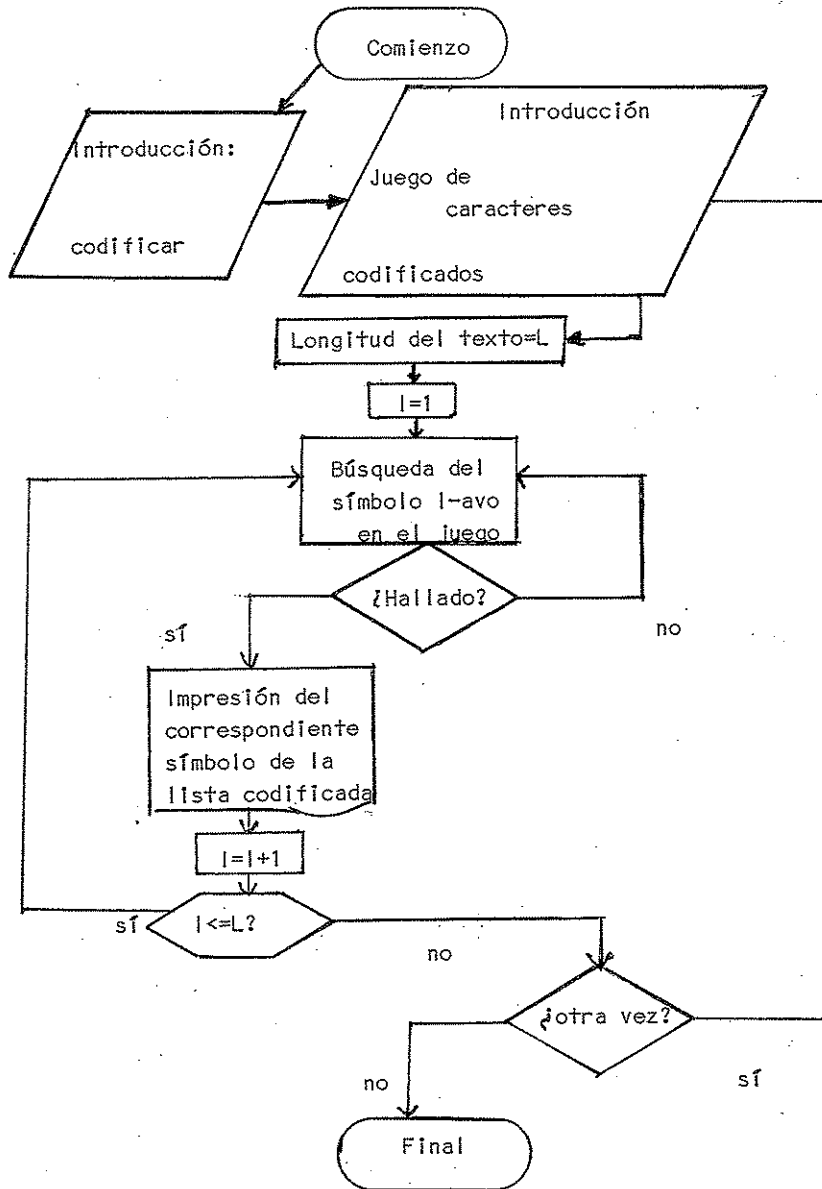 Comienzo
Introducción:
codificar
Introducción
Juego de
caracteres
codificados
Longitud del texto=L
I=1
Búsqueda del
símbolo I-avo
en el juego
¿Hallado?
sí
no
Impresión del
correspondiente
símbolo de la
lista codificada
I=I+1
I<=L?
sí
no
¿otra vez?
no
sí
Final